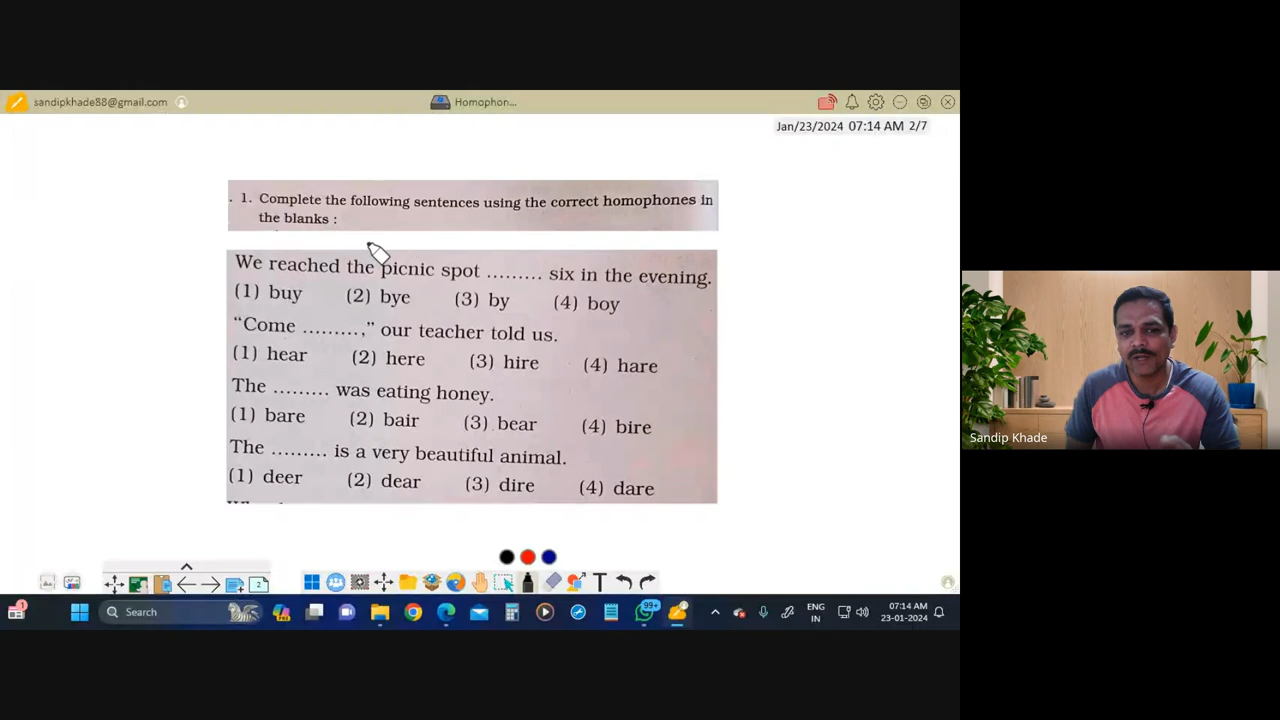 sandipkhade88@gmail.com
Homophon...
Jan/23/2024 07:14 AM 2/7
. 1. Complete the following sentences using the correct homophones in
the blanks :
We reached the picnic spot ......... six in the evening.
(1) buy (2) bye (3) by (4) boy
“Come .........,” our teacher told us.
(1) hear (2) here (3) hire (4) hare
The ......... was eating honey.
(1) bare (2) bair (3) bear (4) bire
The ......... is a very beautiful animal.
(1) deer (2) dear (3) dire (4) dare
Sandip Khade
2
T
1
Search
PRE
99+
ENG
IN
07:14 AM
23-01-2024